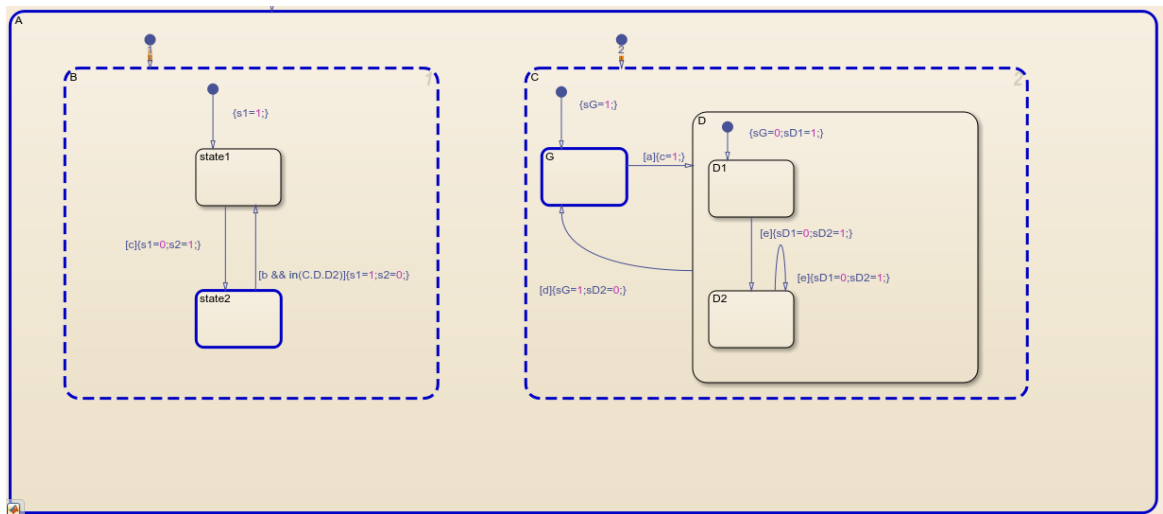 A
1
2
B
1
C
2
{s1=1;}
{sG=1;}
D
{sG=0;sD1=1;}
state1
G
[a]{c=1;}
D1
[c]{s1=0;s2=1;}
[e]{sD1=0;sD2=1;}
[b && in(C.D.D2)]{s1=1;s2=0;}
[e]{sD1=0;sD2=1;}
[d]{sG=1;sD2=0;}
state2
D2